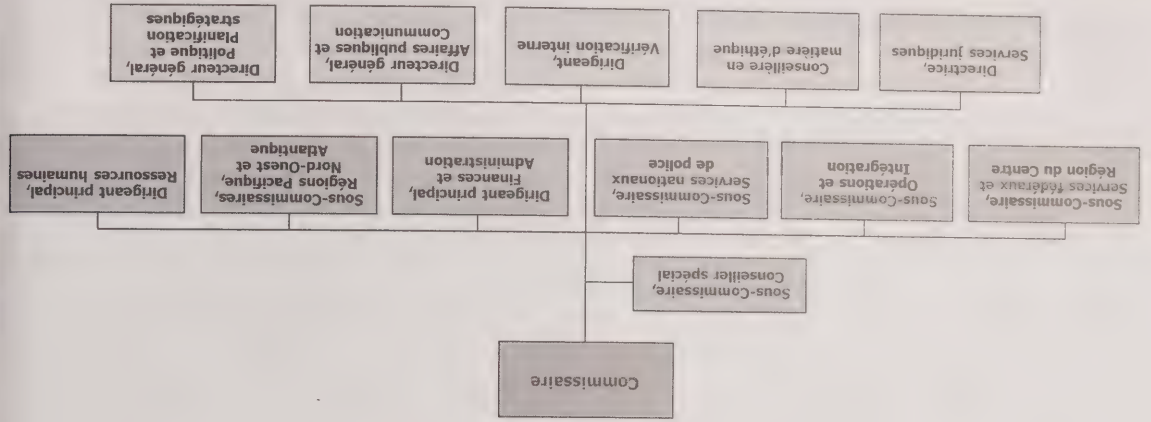 Commissaire
Sous-Commissaire,
Conseiller spécial
Sous-Commissaire,
Services fédéraux et
Région du Centre
Sous-Commissaire,
Opérations et
Intégration
Sous-Commissaire,
Services nationaux
de police
Dirigeant principal,
Finances et
Administration
Sous-Commissaires,
Régions Pacifique,
Nord-Ouest et
Atlantique
Dirigeant principal,
Ressources humaines
Directrice,
Services juridiques
Conseillère en
matière d'éthique
Dirigeant,
Vérification interne
Directeur général,
Affaires publiques et
Communication
Directeur général,
Politique et
Planification
stratégiques